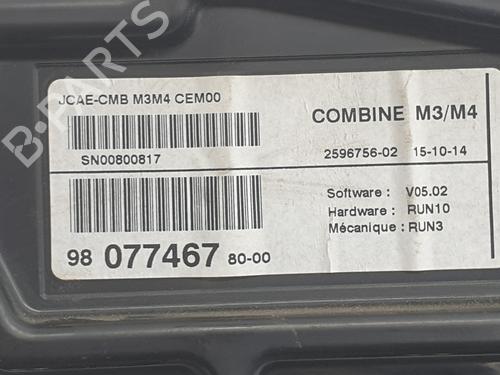 B-PARTS
JCAE-CMB M3M4 CEM00
COMBINE M3/M4
SN00800817
2596756-02 15-10-14
Software : V05.02
Hardware : RUN10
Mécanique : RUN3
98 077467 80-00